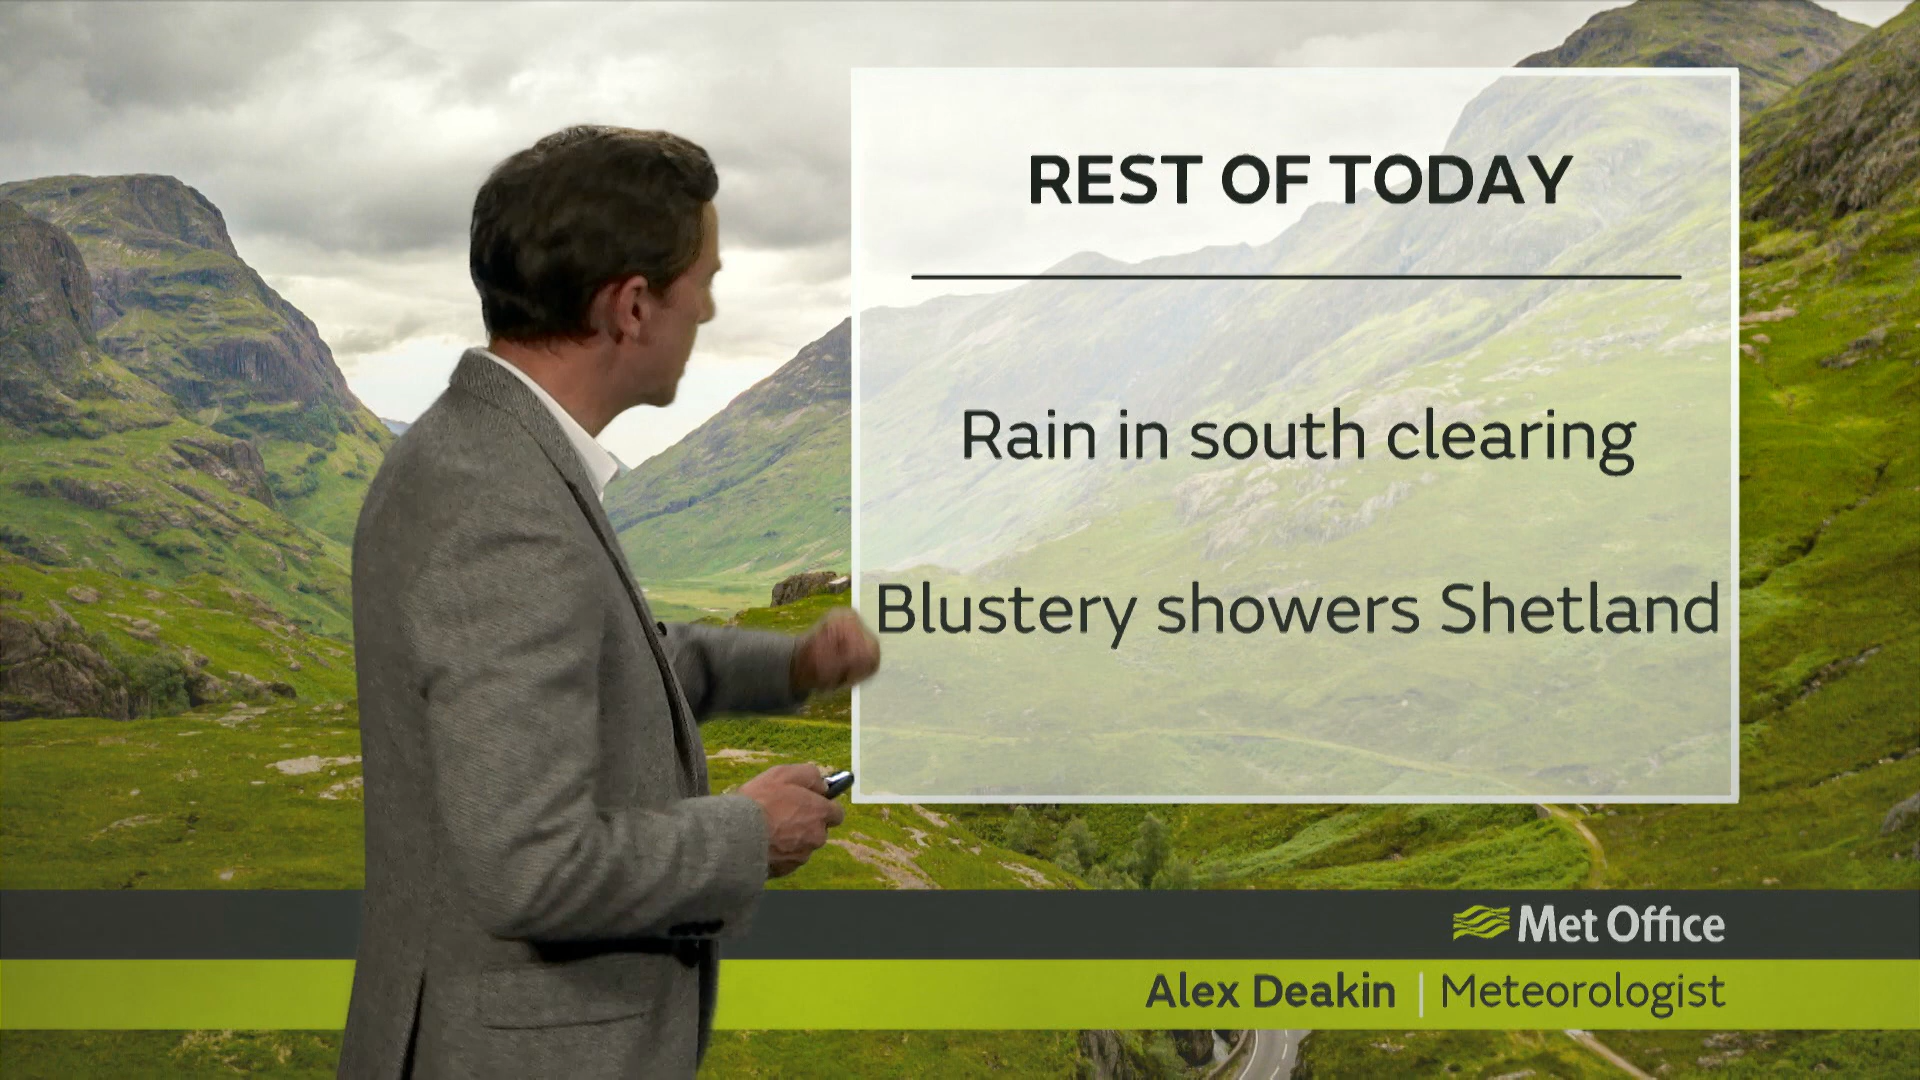 REST OF TODAY
Rain in south clearing
Blustery showers Shetland
Met Office
Alex Deakin | Meteorologist